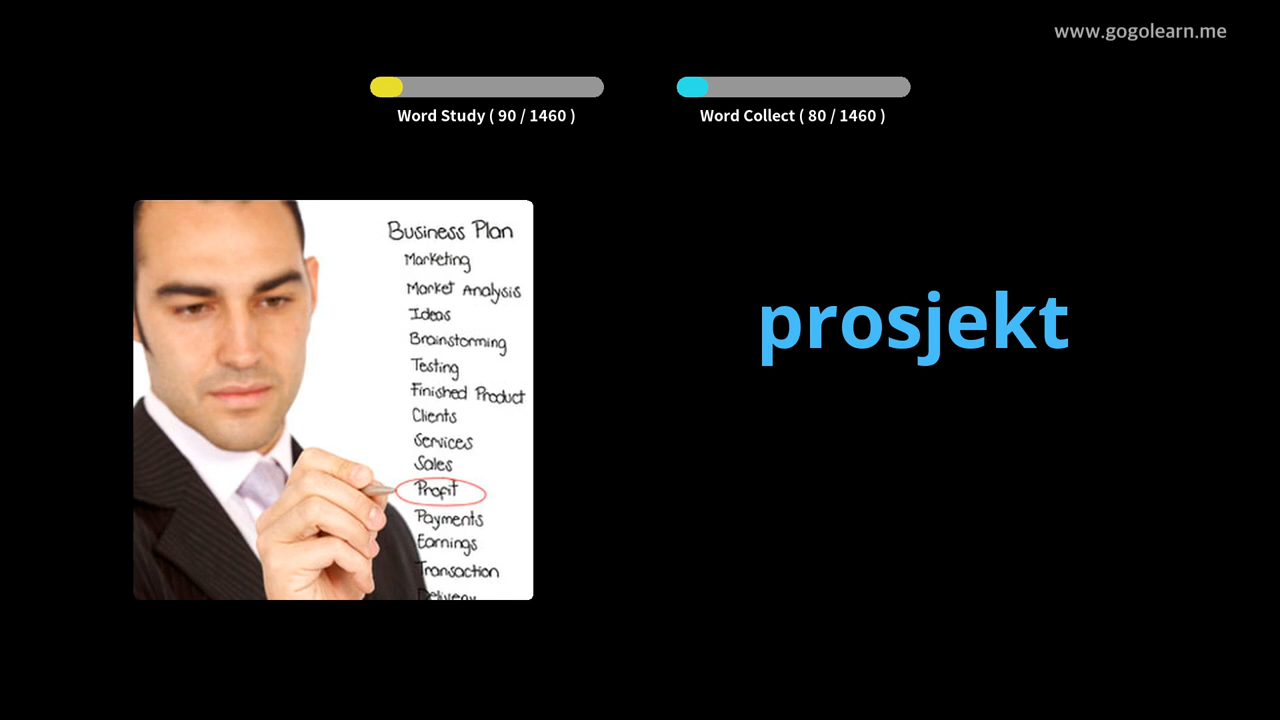 www.gogolearn.me
Word Study ( 90 / 1460 )
Word Collect ( 80 / 1460 )
Business Plan
Marketing
Market Analysis
Ideas
Brainstorming
Testing
Finished Product
Clients
Services
Sales
Profit
Payments
Earnings
Transaction
Delivery
prosjekt